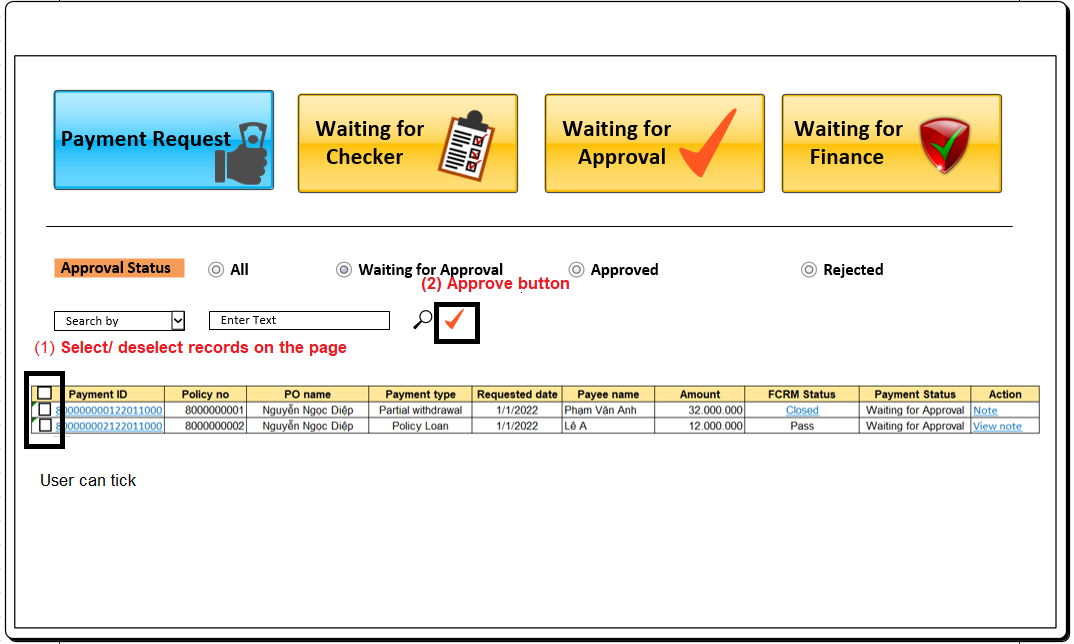 Payment Request
Waiting for
Checker
Waiting for
Approval
Waiting for
Finance
Approval Status
All
Waiting for Approval
Approved
Rejected
(2) Approve button
Search by
Enter Text
(1) Select/ deselect records on the page
Payment ID Policy no PO name Payment type Requested date Payee name Amount FCRM Status Payment Status Action
800000000122011000 8000000001 Nguyễn Ngọc Diệp Partial withdrawal 1/1/2022 Phạm Văn Anh 32.000.000 Closed Waiting for Approval Note
800000002122011000 8000000002 Nguyễn Ngọc Diệp Policy Loan 1/1/2022 Lê A 12.000.000 Pass Waiting for Approval View note
User can tick